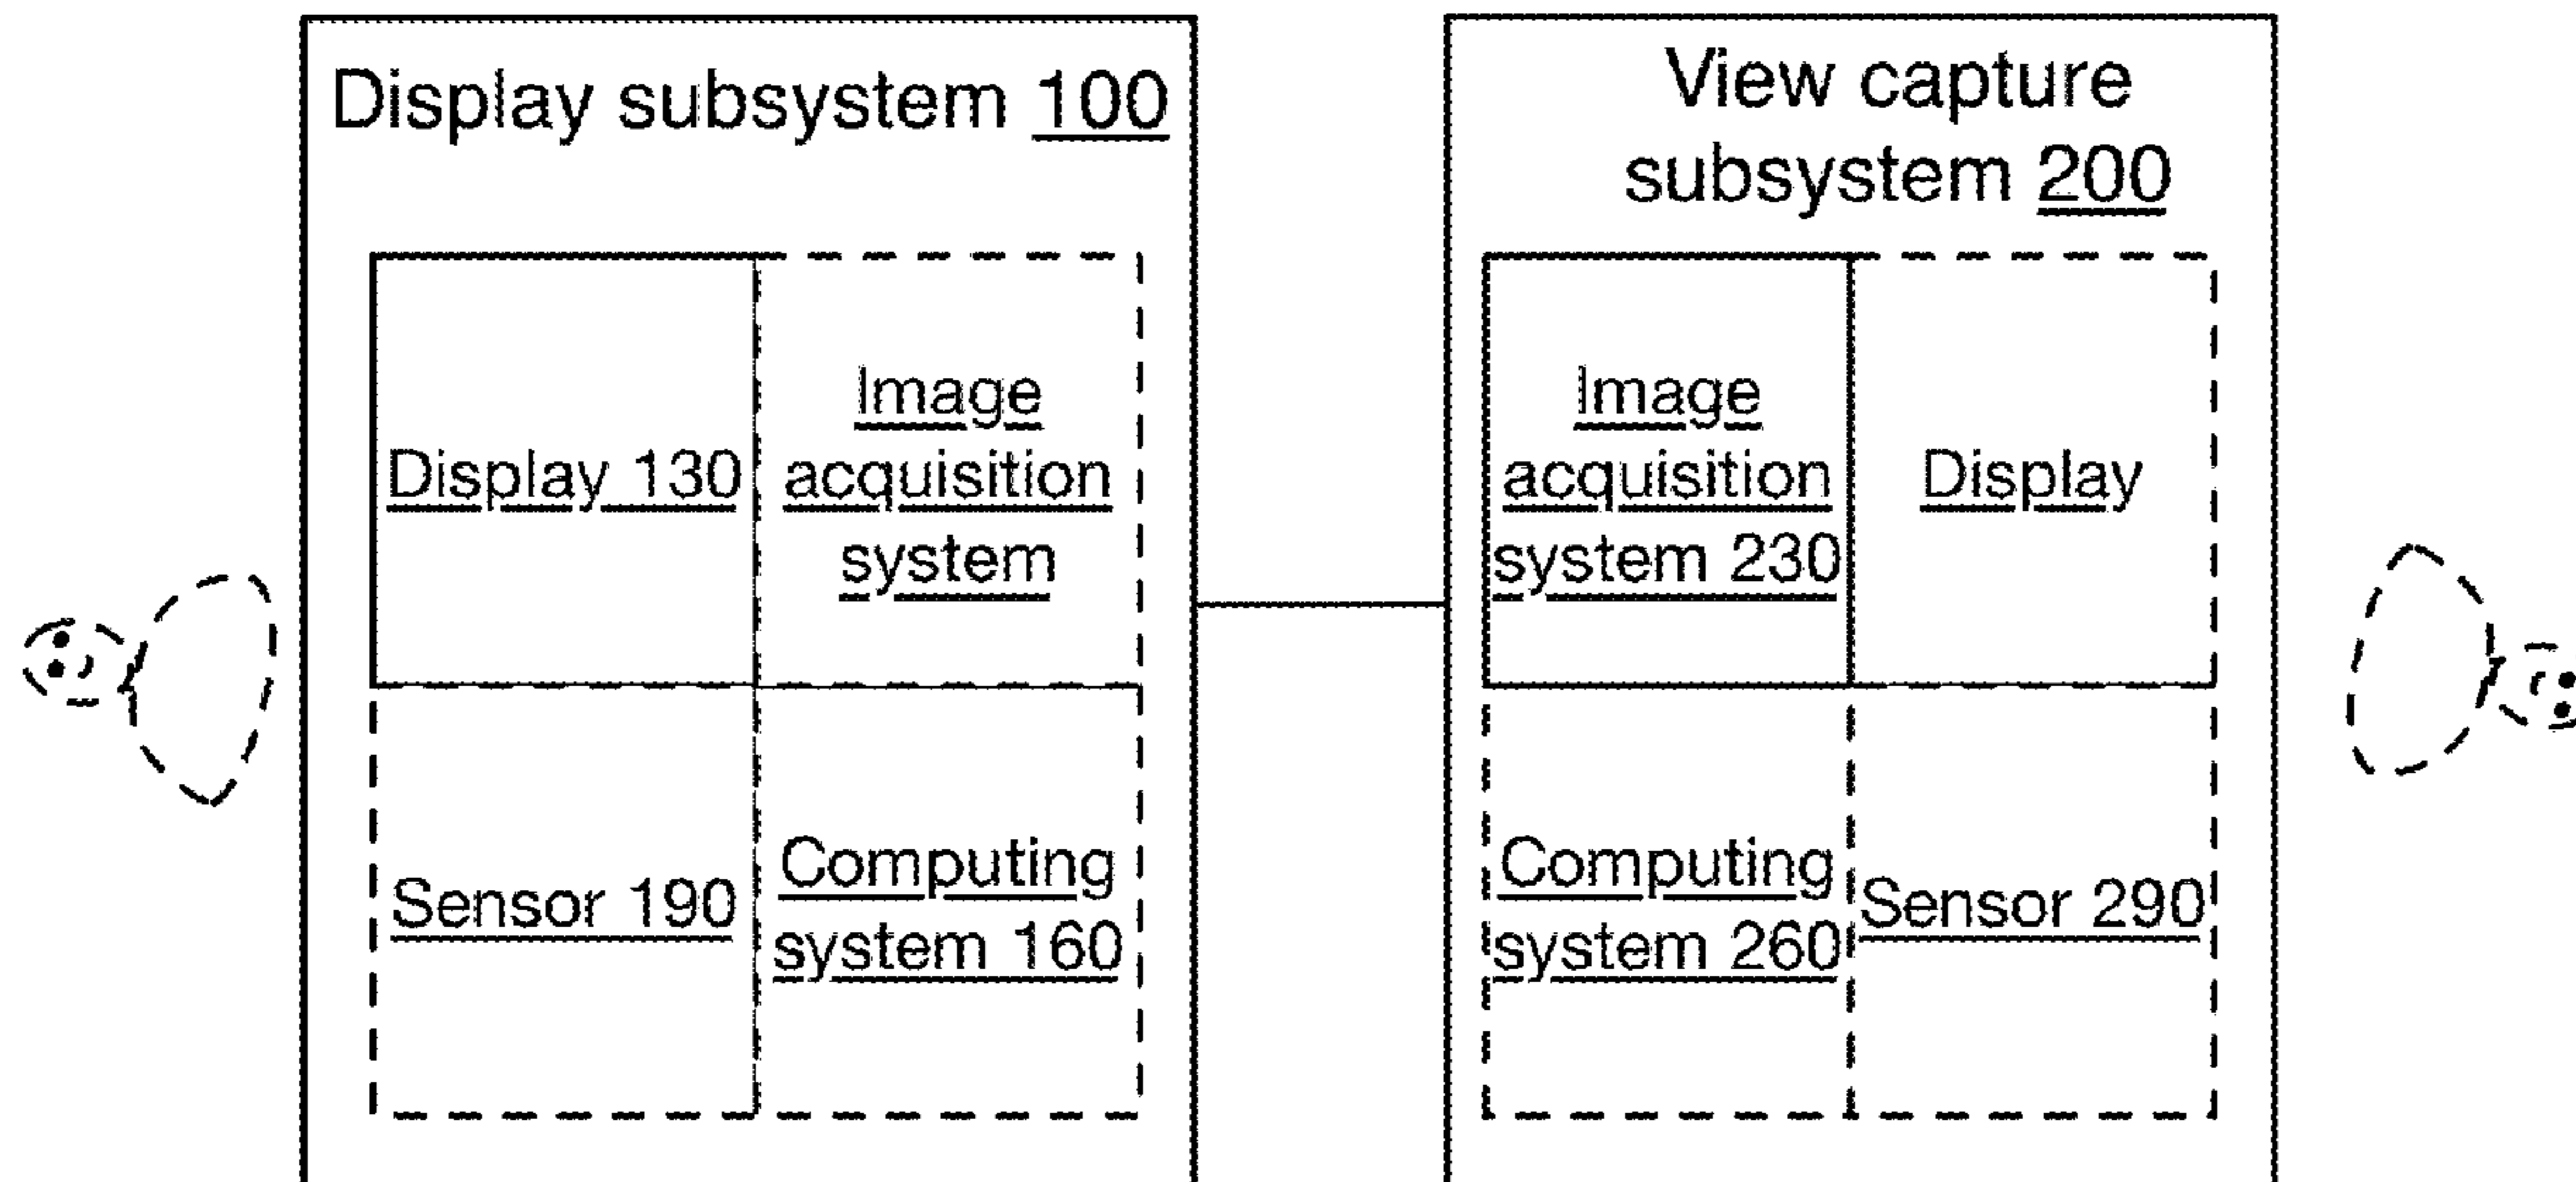 Display subsystem 100
Display 130
Image
acquisition
system
Sensor 190
Computing
system 160
View capture
subsystem 200
Image
acquisition
system 230
Display
Computing
system 260
Sensor 290